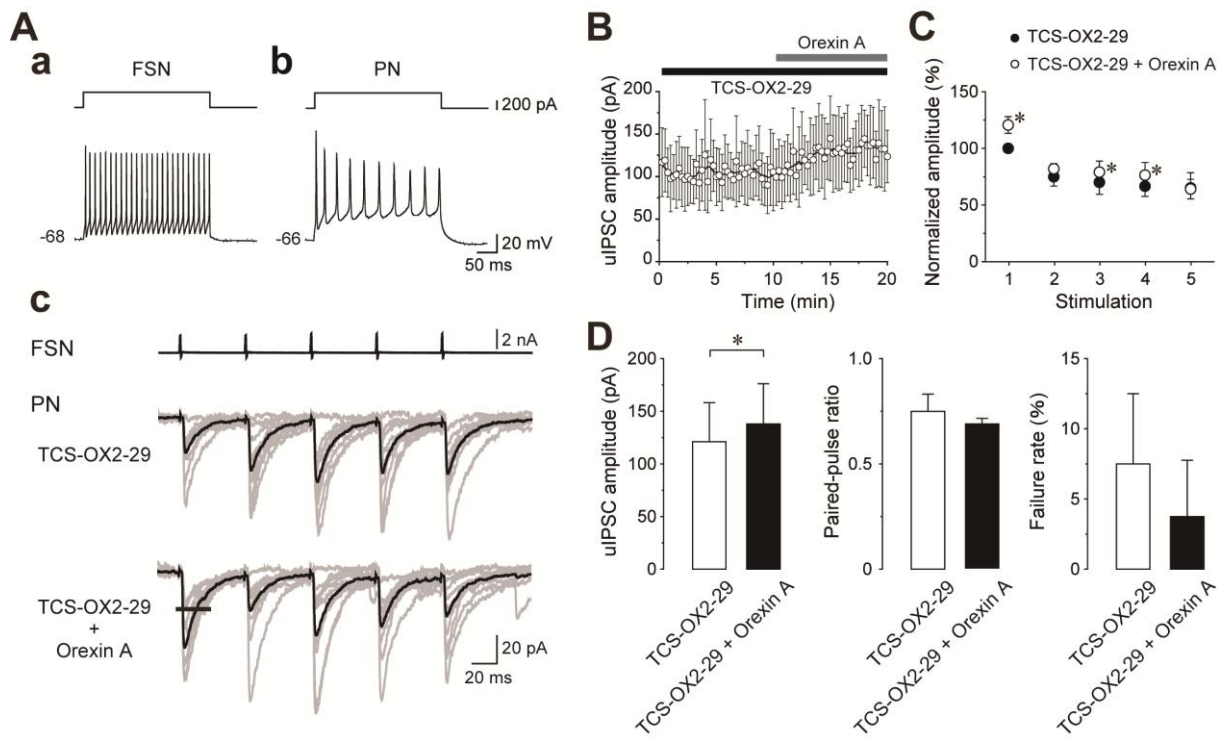 A
a
FSN
b
PN
200 pA
-68
-66
20 mV
50 ms
c
FSN
2 nA
PN
TCS-OX2-29
TCS-OX2-29
+
Orexin A
20 pA
20 ms
B
Orexin A
TCS-OX2-29
uIPSC amplitude (pA)
200
150
100
50
0
0
5
10
15
20
Time (min)
C
TCS-OX2-29
TCS-OX2-29 + Orexin A
Normalized amplitude (%)
150
100
50
0
*
*
*
1
2
3
4
5
Stimulation
D
uIPSC amplitude (pA)
200
150
100
50
0
*
TCS-OX2-29
TCS-OX2-29 + Orexin A
Paired-pulse ratio
1.0
0.5
0
TCS-OX2-29
TCS-OX2-29 + Orexin A
Failure rate (%)
15
10
5
0
TCS-OX2-29
TCS-OX2-29 + Orexin A